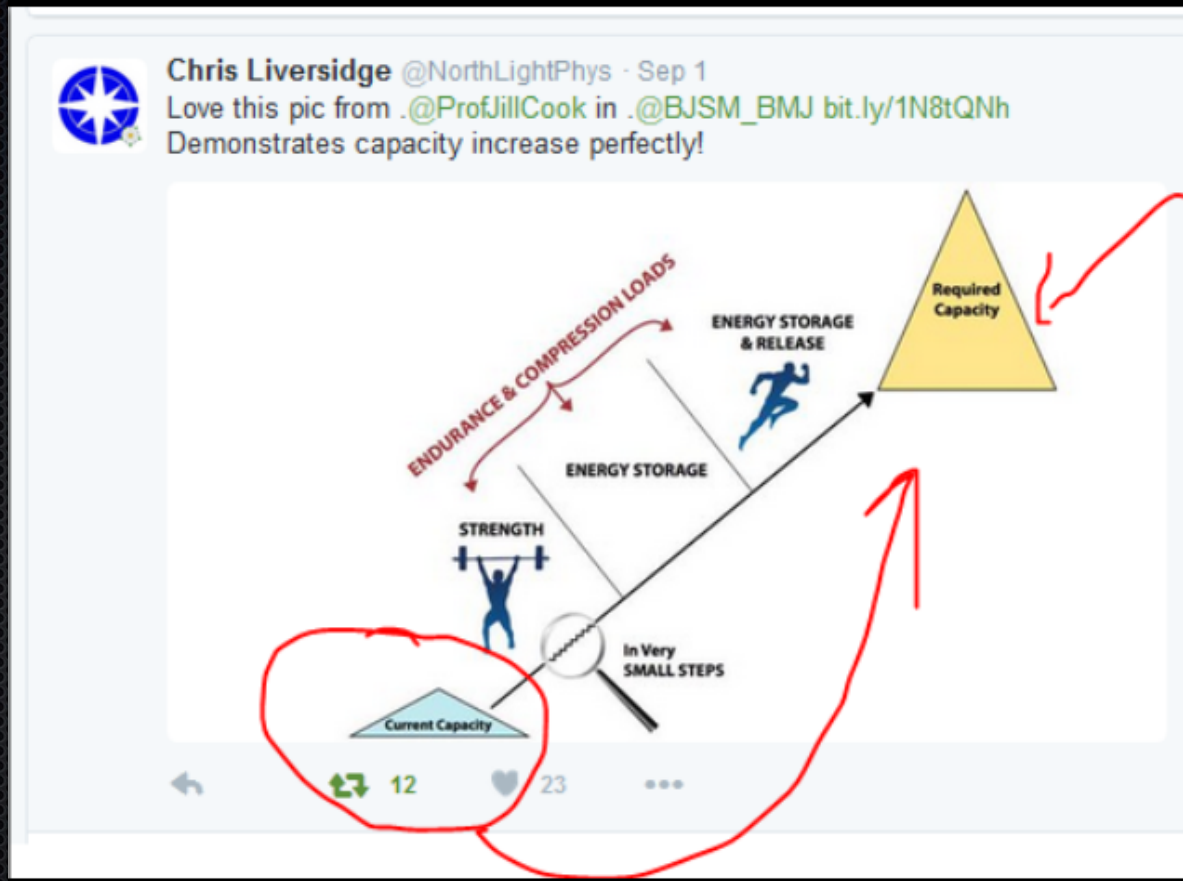 Chris Liversidge @NorthLightPhys · Sep 1
Love this pic from .@ProfJillCook in .@BJSM_BMJ bit.ly/1N8tQNh
Demonstrates capacity increase perfectly!
ENDURANCE & COMPRESSION LOADS
Required
Capacity
ENERGY STORAGE
& RELEASE
ENERGY STORAGE
STRENGTH
In Very
SMALL STEPS
Current Capacity
12
23